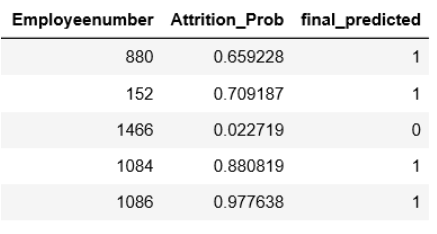 Employeenumber Attrition_Prob final_predicted
880 0.659228 1
152 0.709187 1
1466 0.022719 0
1084 0.880819 1
1086 0.977638 1